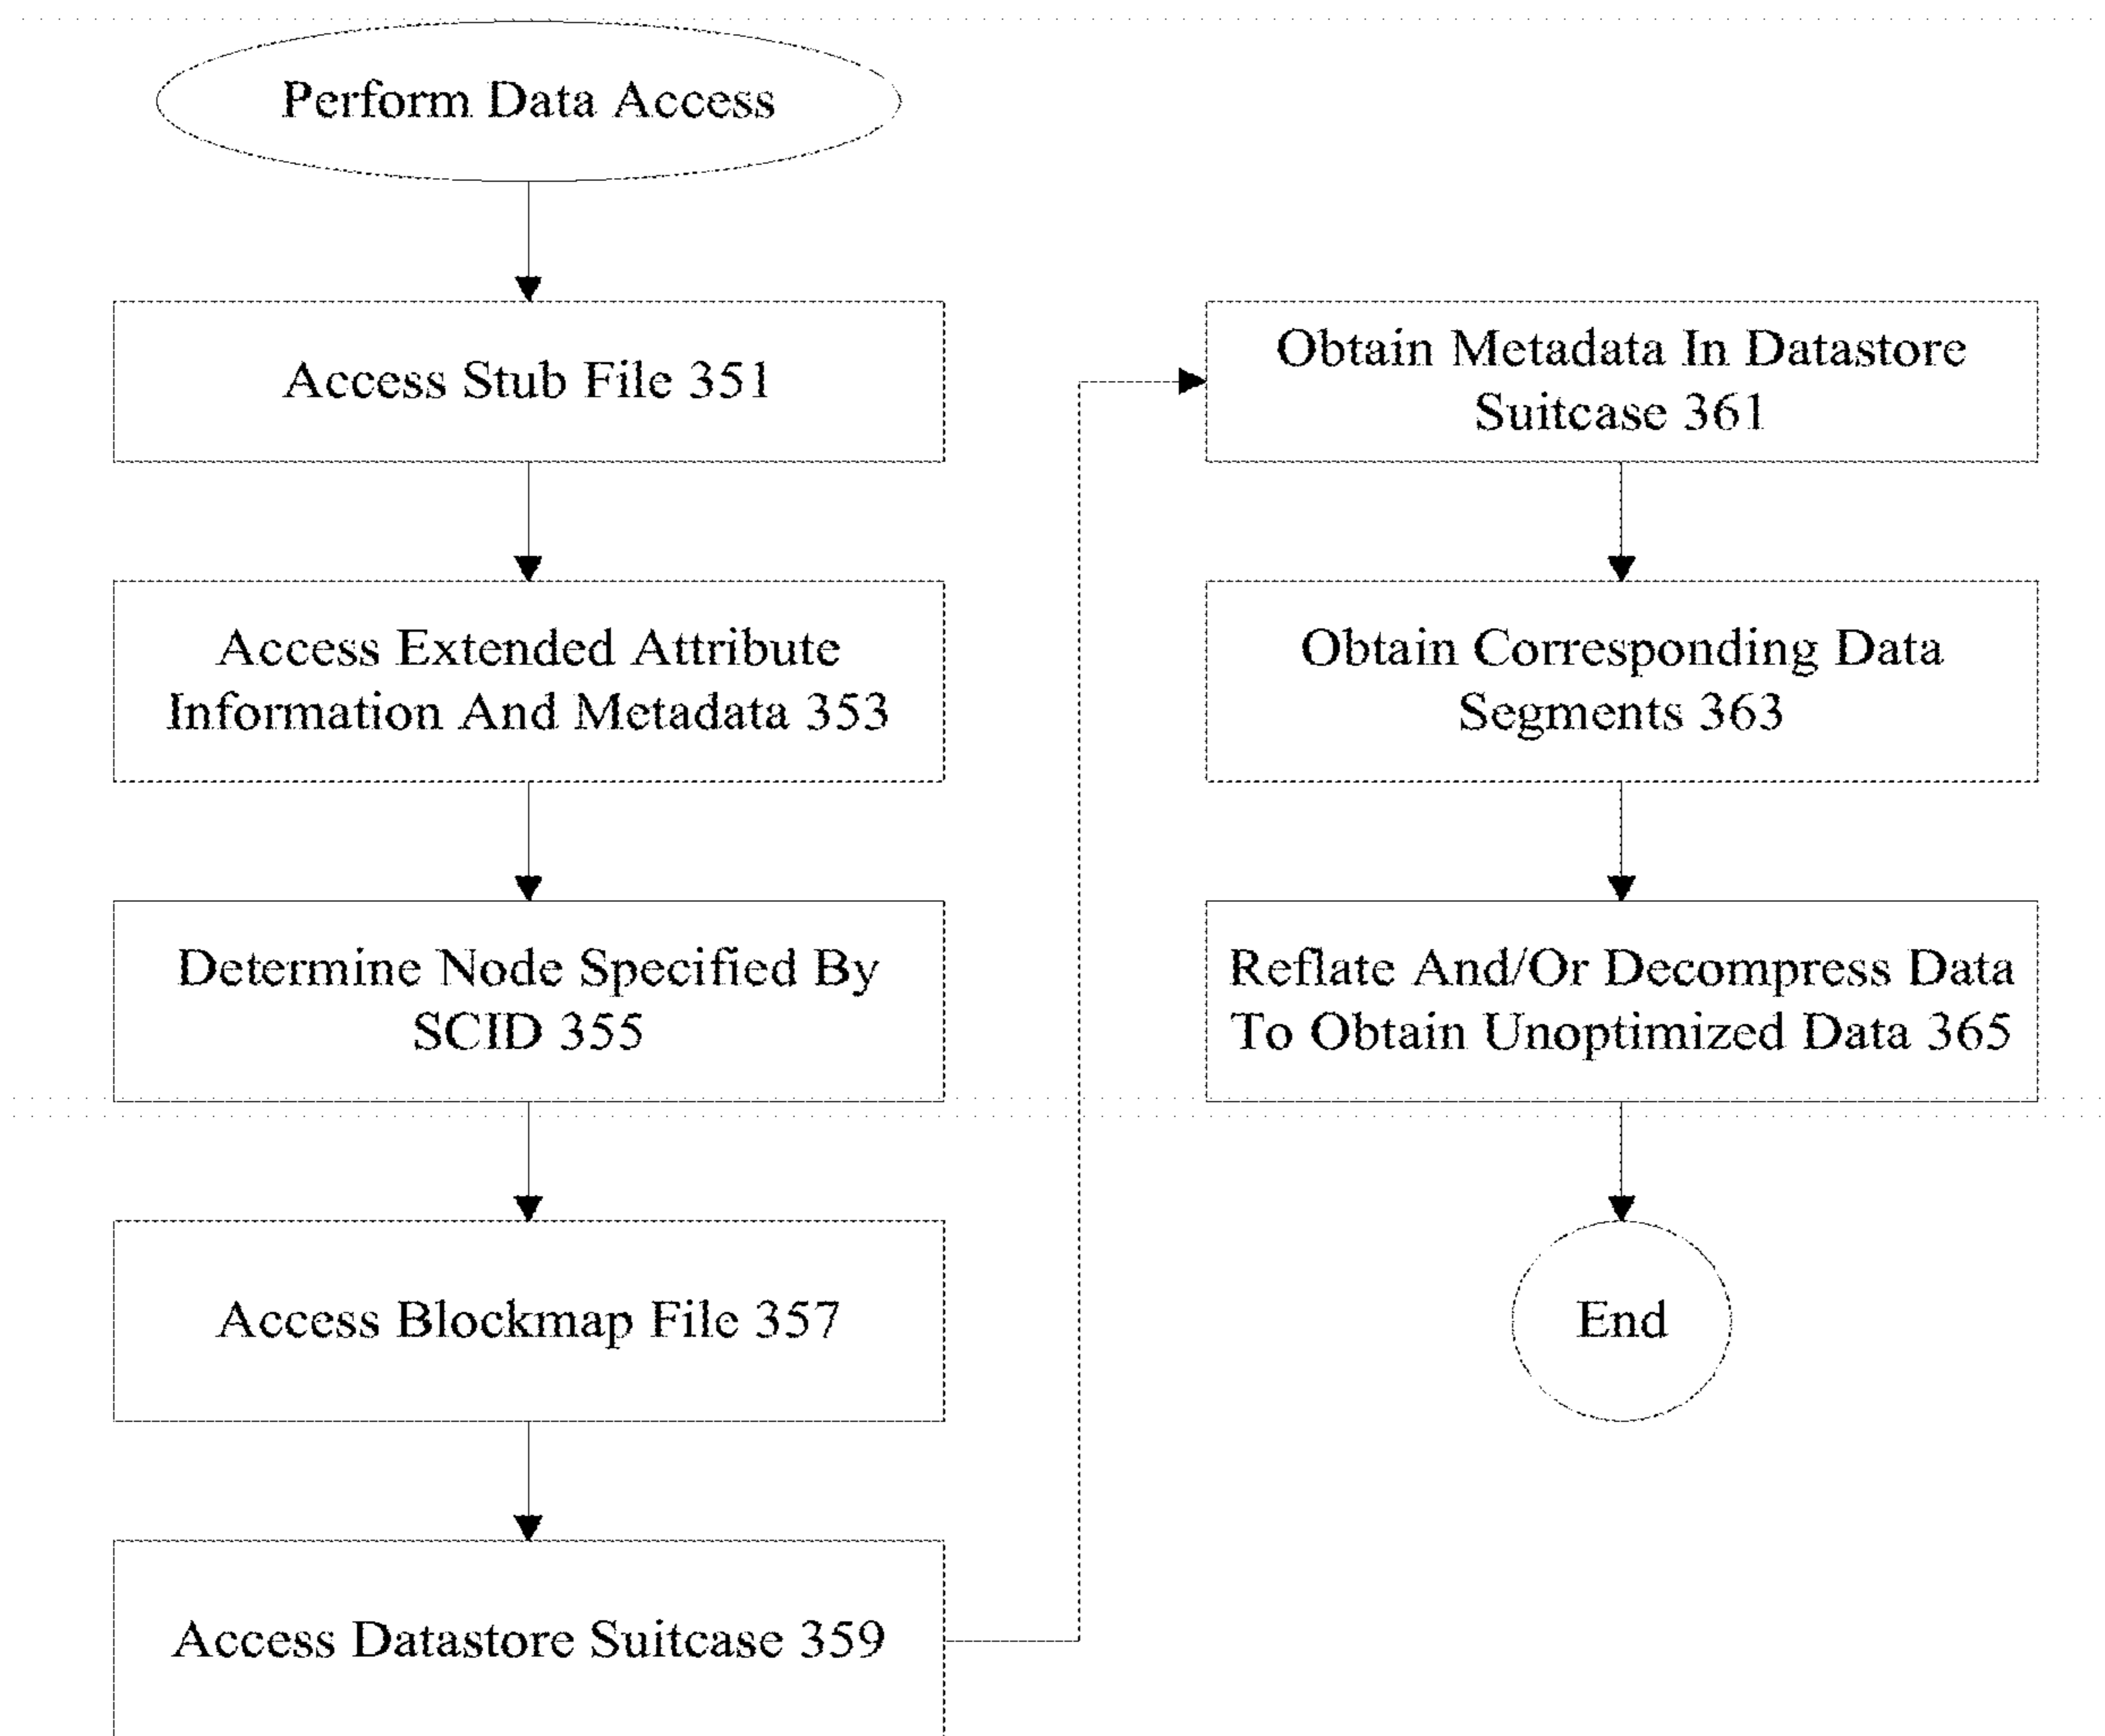 Perform Data Access
Access Stub File 351
Access Extended Attribute
Information And Metadata 353
Determine Node Specified By
SCID 355
Access Blockmap File 357
Access Datastore Suitcase 359
Obtain Metadata In Datastore
Suitcase 361
Obtain Corresponding Data
Segments 363
Reflate And/Or Decompress Data
To Obtain Unoptimized Data 365
End